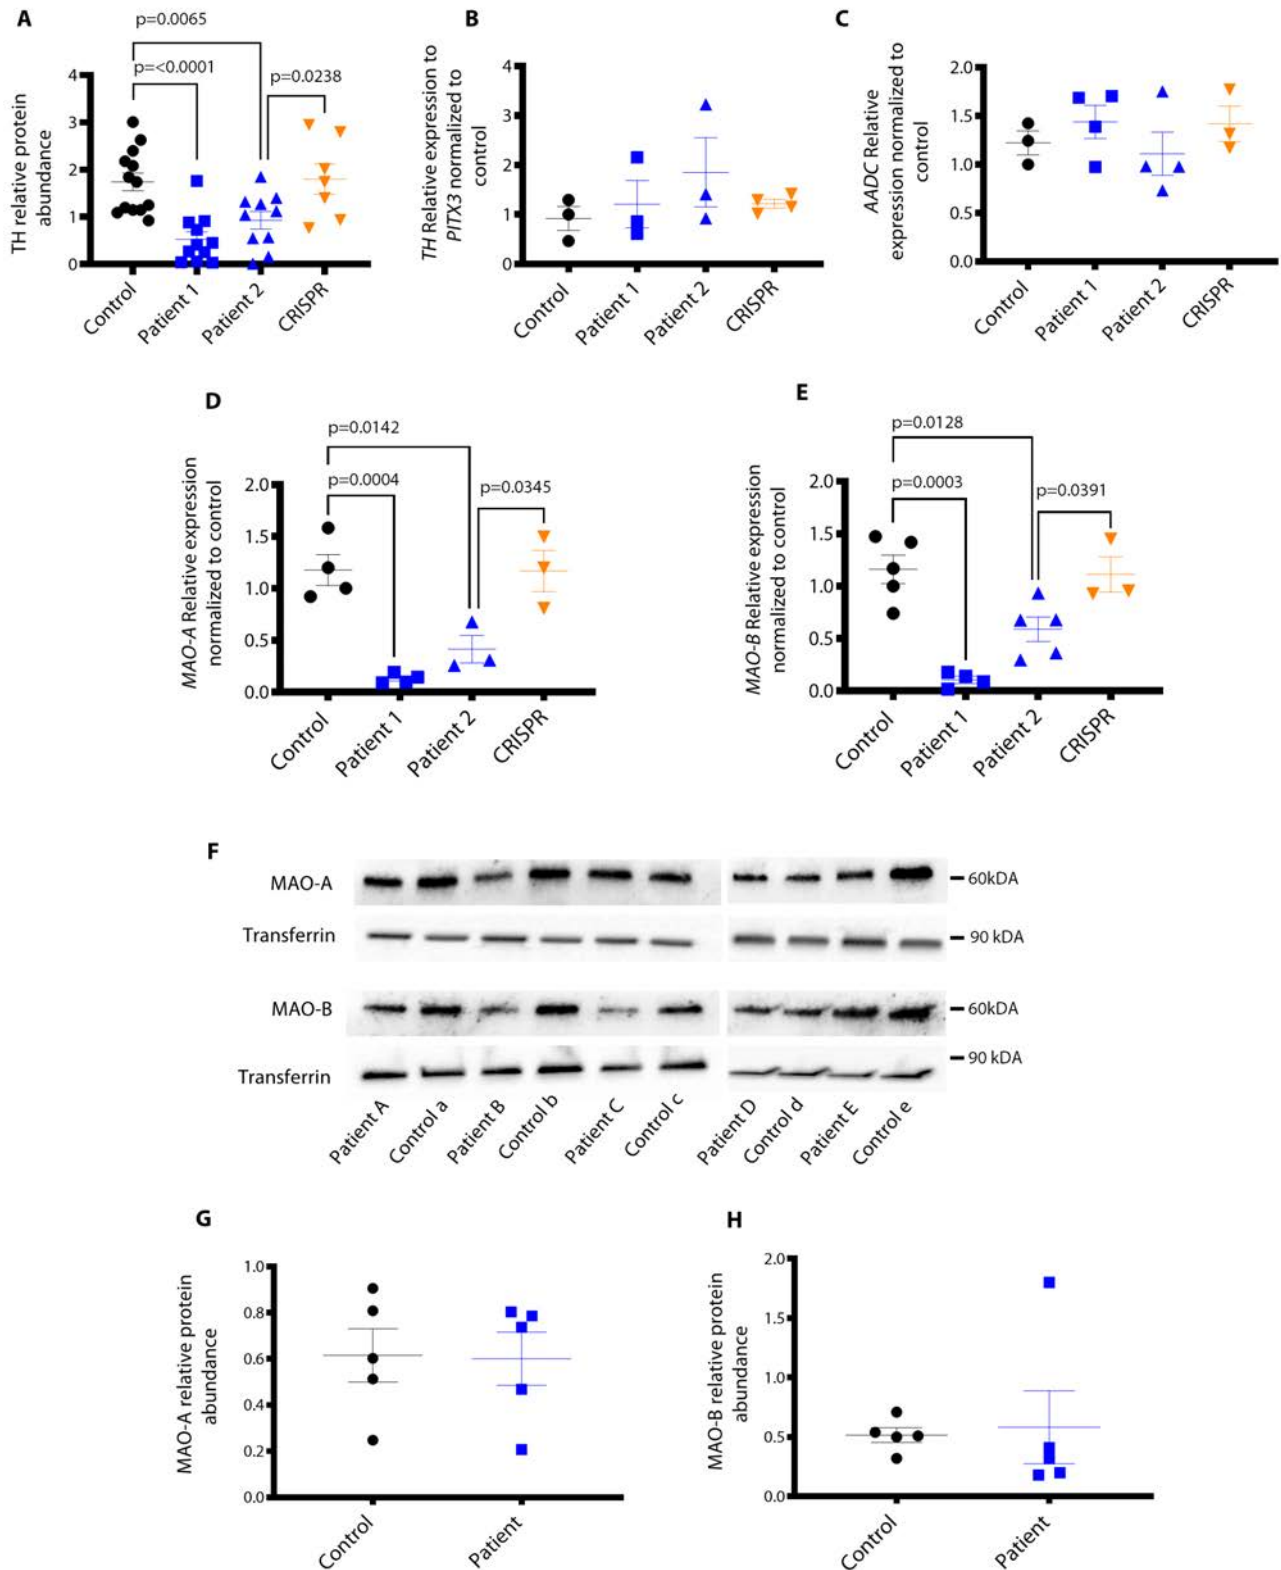 A
p=0.0065
p=<0.0001
p=0.0238
TH relative protein
abundance
4
3
2
1
0
Control
Patient 1
Patient 2
CRISPR
B
TH Relative expression to
PITX3 normalized to
control
4
3
2
1
0
Control
Patient 1
Patient 2
CRISPR
C
AADC Relative
expression normalized to
control
2.0
1.5
1.0
0.5
0.0
Control
Patient 1
Patient 2
CRISPR
D
p=0.0142
p=0.0004
p=0.0345
MAO-A Relative expression
normalized to control
2.0
1.5
1.0
0.5
0.0
Control
Patient 1
Patient 2
CRISPR
E
p=0.0128
p=0.0003
p=0.0391
MAO-B Relative expression
normalized to control
2.0
1.5
1.0
0.5
0.0
Control
Patient 1
Patient 2
CRISPR
F
MAO-A
60kDA
Transferrin
90 kDA
MAO-B
60kDA
90 kDA
Transferrin
Patient A
Control a
Patient B
Control b
Patient C
Control c
Patient D
Control d
Patient E
Control e
G
MAO-A relative protein
abundance
1.0
0.8
0.6
0.4
0.2
0.0
Control
Patient
H
MAO-B relative protein
abundance
2.0
1.5
1.0
0.5
0.0
Control
Patient